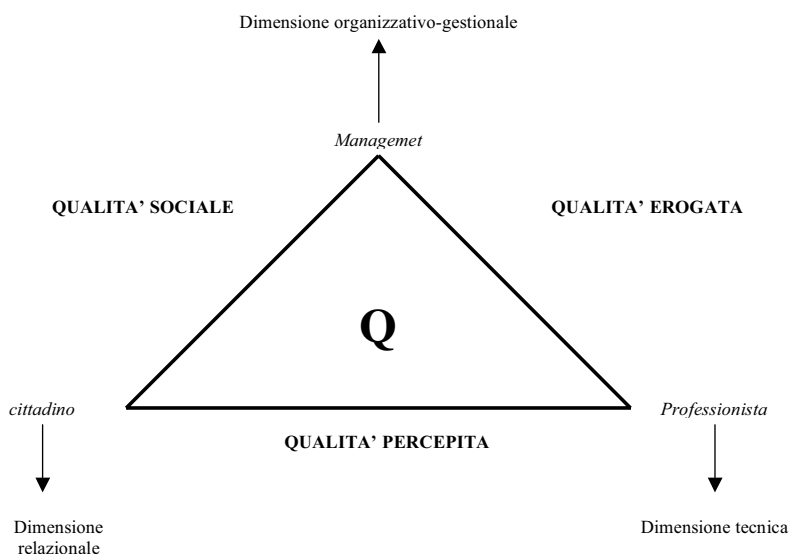 Dimensione organizzativo-gestionale
Managemet
QUALITA’ SOCIALE
QUALITA’ EROGATA
Q
cittadino
Professionista
QUALITA’ PERCEPITA
Dimensione
relazionale
Dimensione tecnica